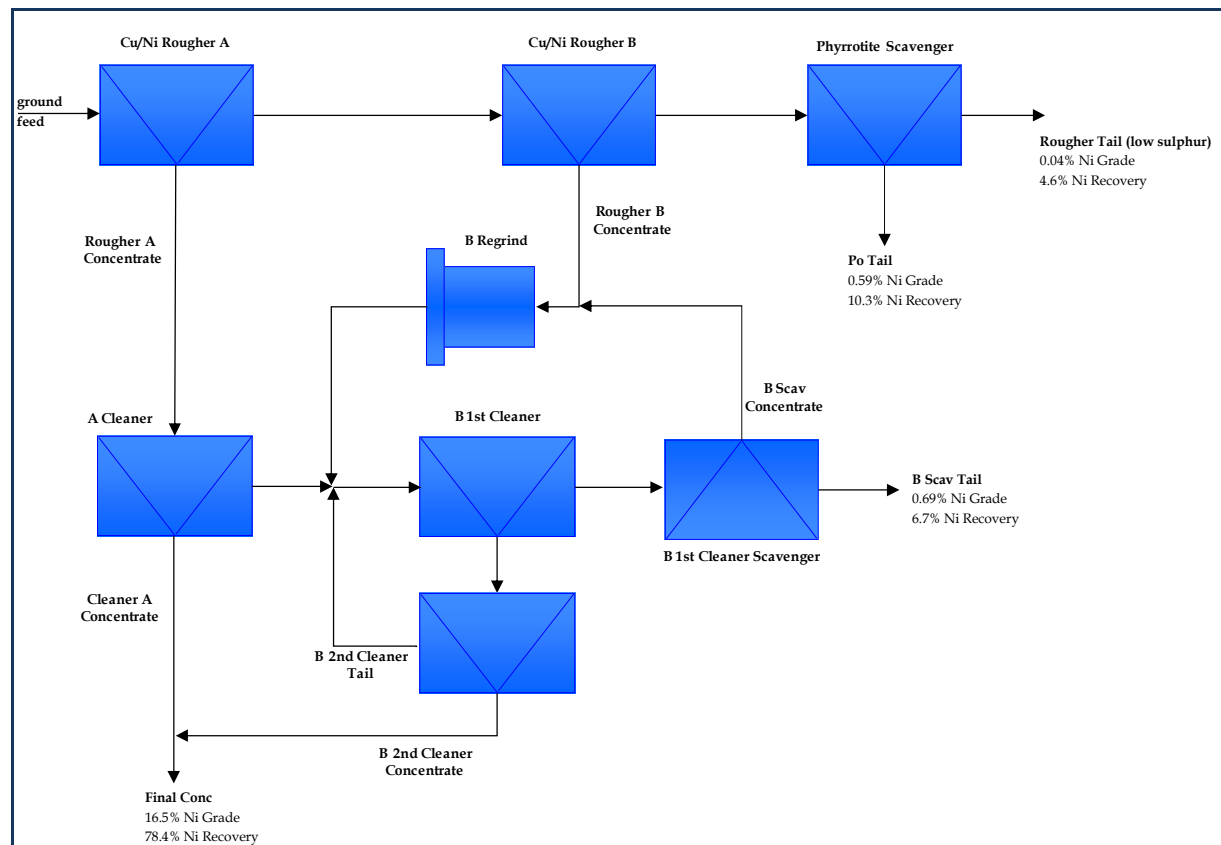 Cu/Ni Rougher A
Cu/Ni Rougher B
Phyrrotite Scavenger
ground
feed
Rougher Tail (low sulphur)
0.04% Ni Grade
4.6% Ni Recovery
Rougher B
Concentrate
Rougher A
Concentrate
B Regrind
Po Tail
0.59% Ni Grade
10.3% Ni Recovery
B Scav
Concentrate
A Cleaner
B 1st Cleaner
B Scav Tail
0.69% Ni Grade
6.7% Ni Recovery
B 1st Cleaner Scavenger
Cleaner A
Concentrate
B 2nd Cleaner
Tail
B 2nd Cleaner
Concentrate
Final Conc
16.5% Ni Grade
78.4% Ni Recovery